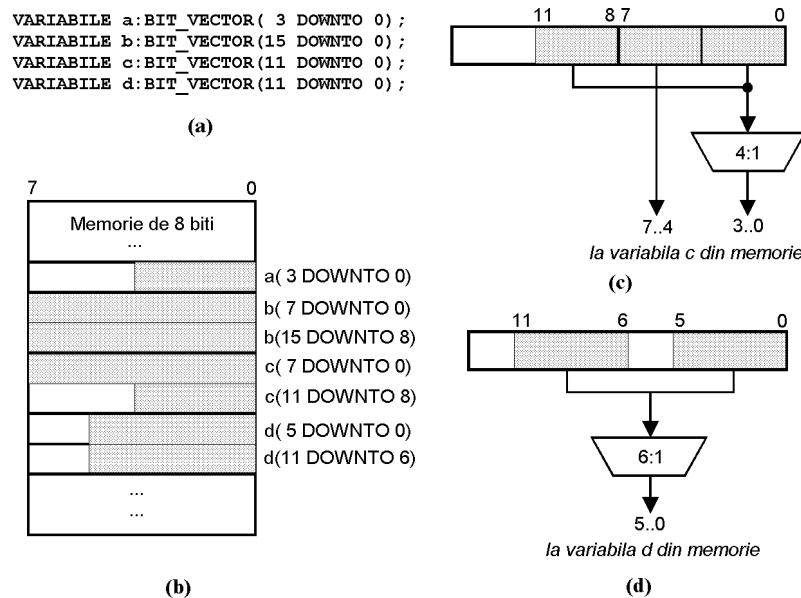 VARIABILE a:BIT_VECTOR( 3 DOWNTO 0);
VARIABILE b:BIT_VECTOR(15 DOWNTO 0);
VARIABILE c:BIT_VECTOR(11 DOWNTO 0);
VARIABILE d:BIT_VECTOR(11 DOWNTO 0);
(a)
7 0
Memorie de 8 biti
...
a( 3 DOWNTO 0)
b( 7 DOWNTO 0)
b(15 DOWNTO 8)
c( 7 DOWNTO 0)
c(11 DOWNTO 8)
d( 5 DOWNTO 0)
d(11 DOWNTO 6)
...
...
(b)
11 8 7 0
4:1
7..4 3..0
la variabila c din memorie
(c)
11 6 5 0
6:1
5..0
la variabila d din memorie
(d)